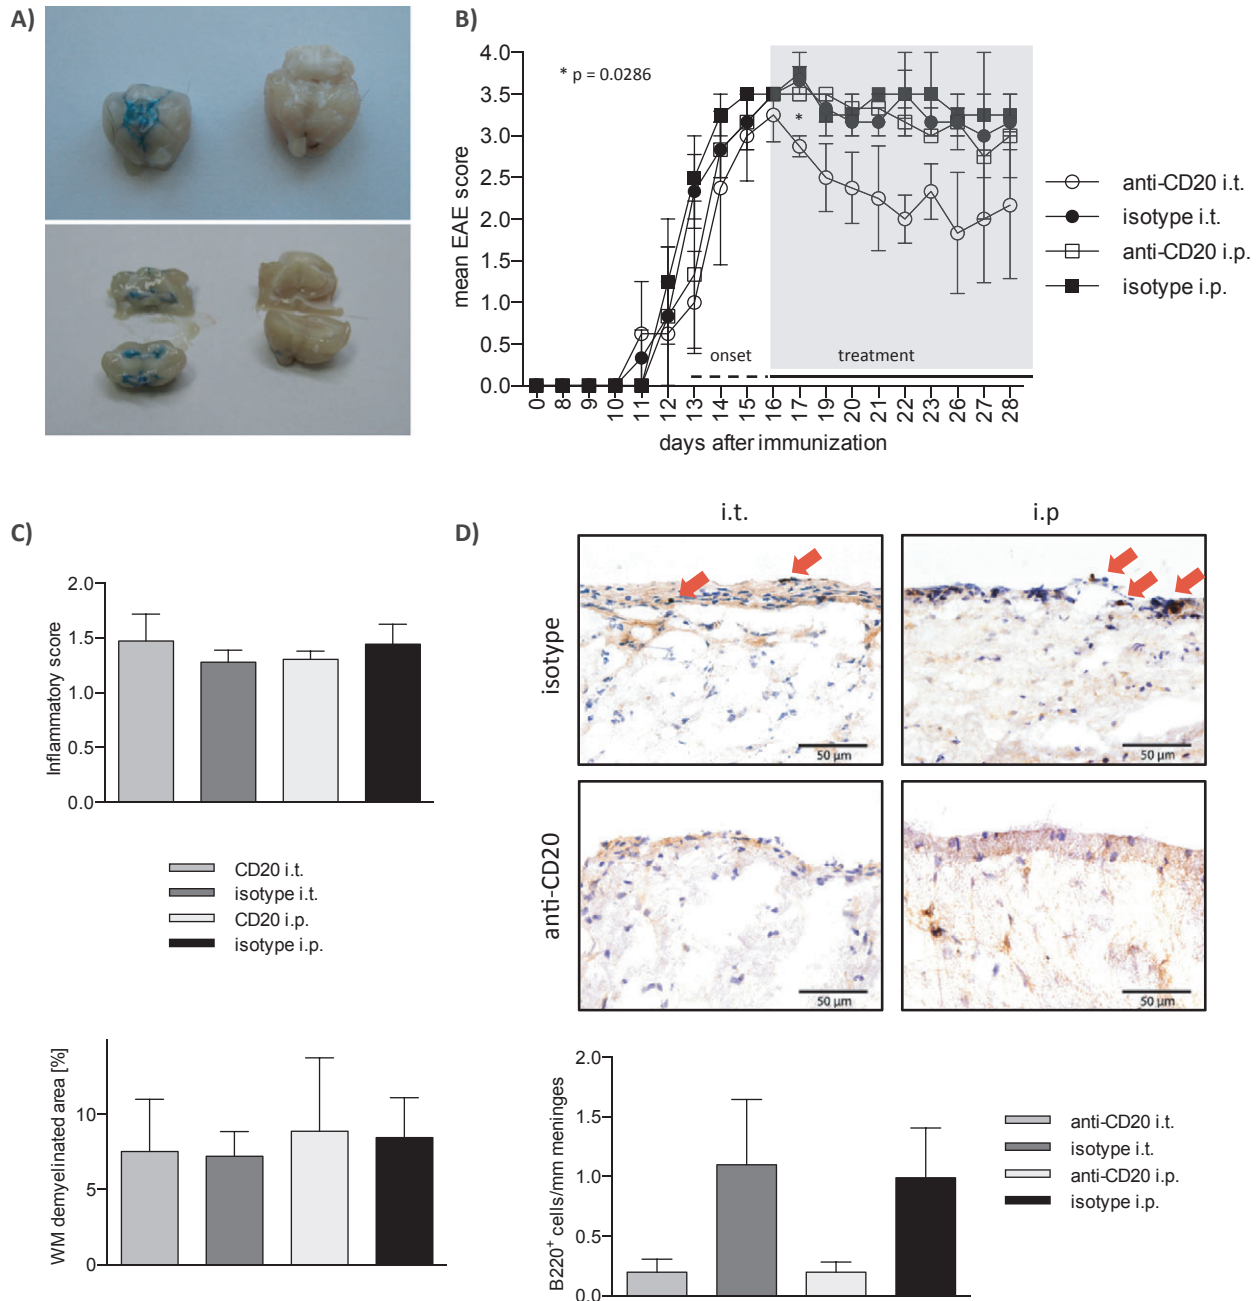 A)
B)
4.0
3.5
3.0
2.5
2.0
1.5
1.0
0.5
0.0
mean EAE score
* p = 0.0286
*
onset
treatment
0 8 9 10 11 12 13 14 15 16 17 19 20 21 22 23 26 27 28
days after immunization
anti-CD20 i.t.
isotype i.t.
anti-CD20 i.p.
isotype i.p.
C)
2.0
1.5
1.0
0.5
0.0
Inflammatory score
CD20 i.t.
isotype i.t.
CD20 i.p.
isotype i.p.
10
5
0
WM demyelinated area [%]
D)
i.t.
i.p
isotype
50 µm
50 µm
anti-CD20
50 µm
50 µm
2.0
1.5
1.0
0.5
0.0
B220+ cells/mm meninges
anti-CD20 i.t.
isotype i.t.
anti-CD20 i.p.
isotype i.p.